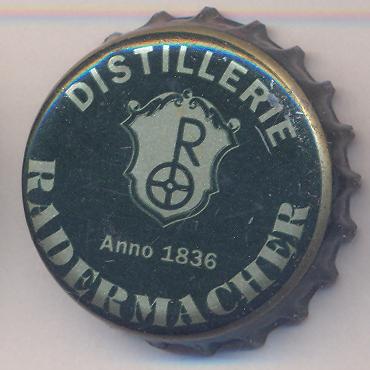 DISTILLERIE
R
Anno 1836
RADERMACHER